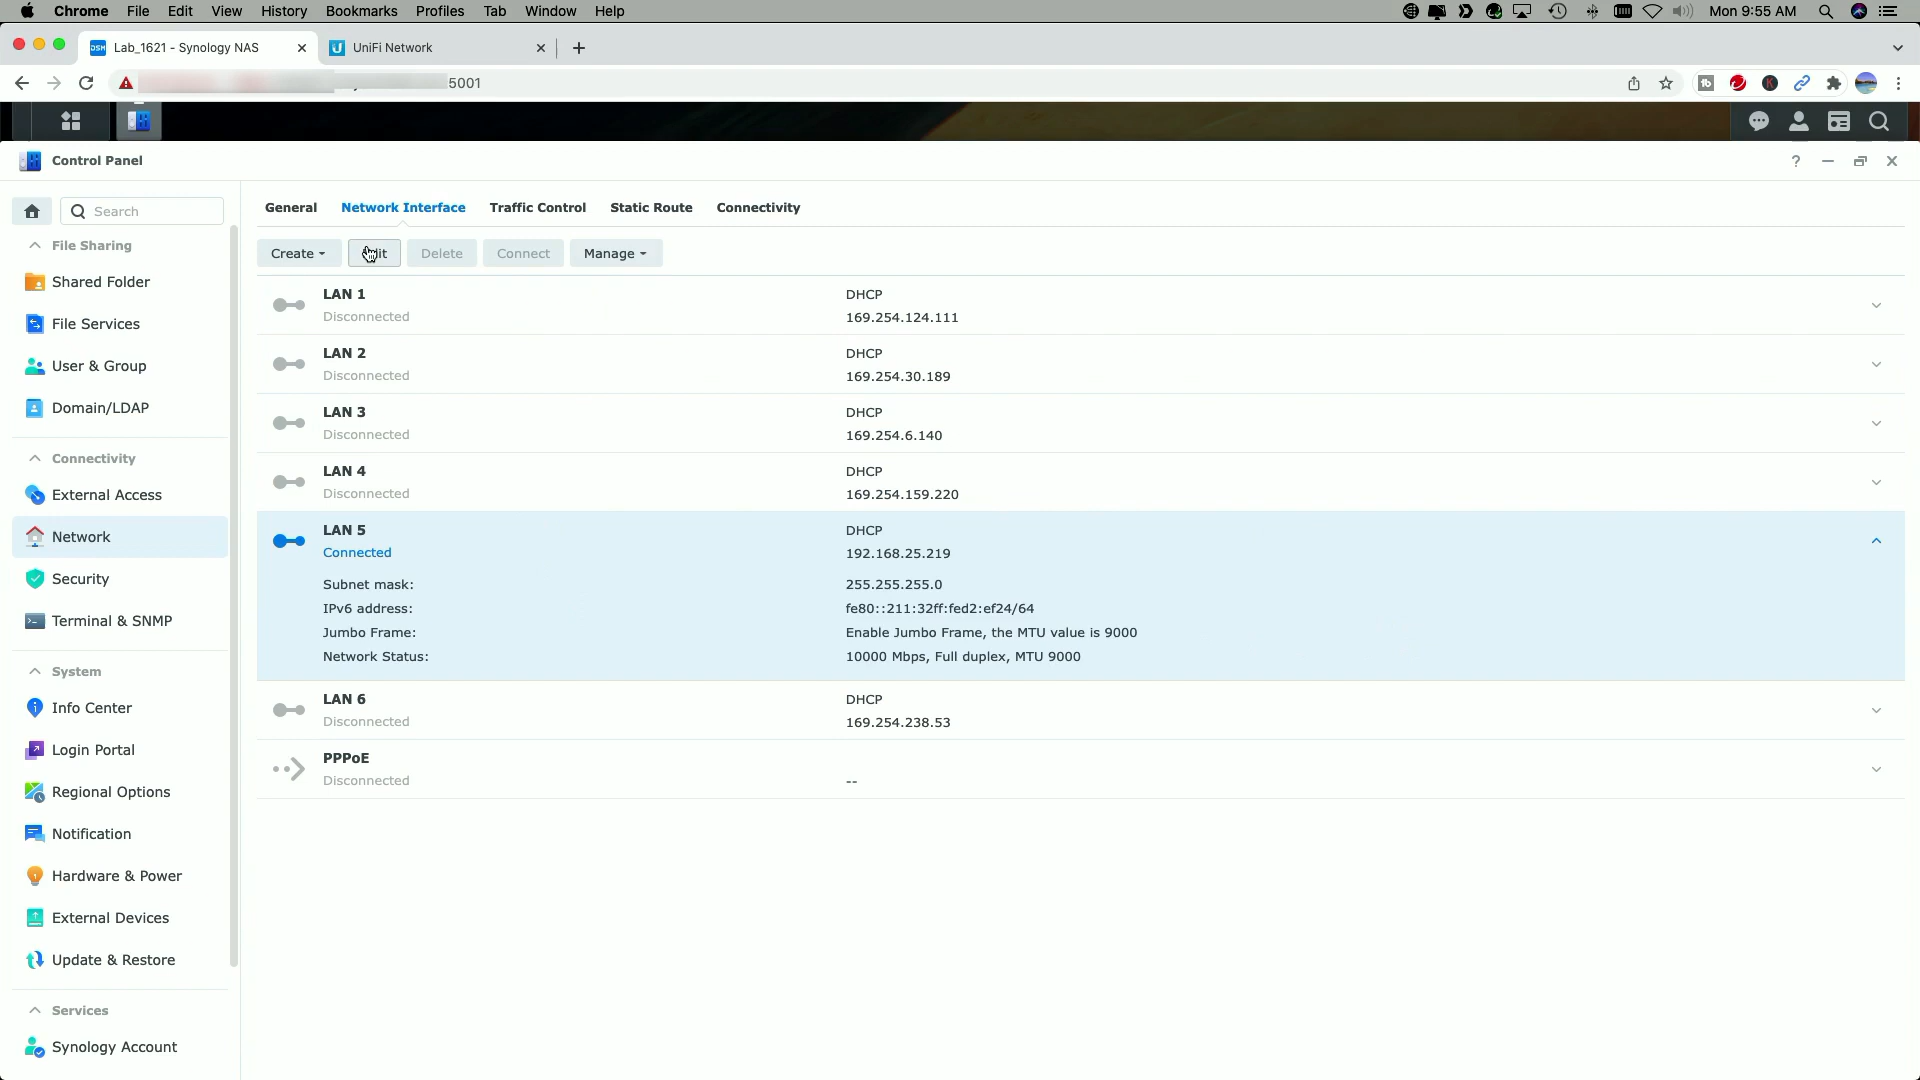 Chrome File Edit View History Bookmarks Profiles Tab Window Help Mon 9:55 AM
DSM Lab_1621 - Synology NAS UniFi Network
5001
Control Panel
Search
General Network Interface Traffic Control Static Route Connectivity
Create Delete Connect Manage
File Sharing
Shared Folder
File Services
User & Group
Domain/LDAP
Connectivity
External Access
Network
Security
Terminal & SNMP
System
Info Center
Login Portal
Regional Options
Notification
Hardware & Power
External Devices
Update & Restore
Services
Synology Account
LAN 1 DHCP
Disconnected 169.254.124.111
LAN 2 DHCP
Disconnected 169.254.30.189
LAN 3 DHCP
Disconnected 169.254.6.140
LAN 4 DHCP
Disconnected 169.254.159.220
LAN 5 DHCP
Connected 192.168.25.219
Subnet mask: 255.255.255.0
IPv6 address: fe80::211:32ff:fed2:ef24/64
Jumbo Frame: Enable Jumbo Frame, the MTU value is 9000
Network Status: 10000 Mbps, Full duplex, MTU 9000
LAN 6 DHCP
Disconnected 169.254.238.53
PPPoE
Disconnected --